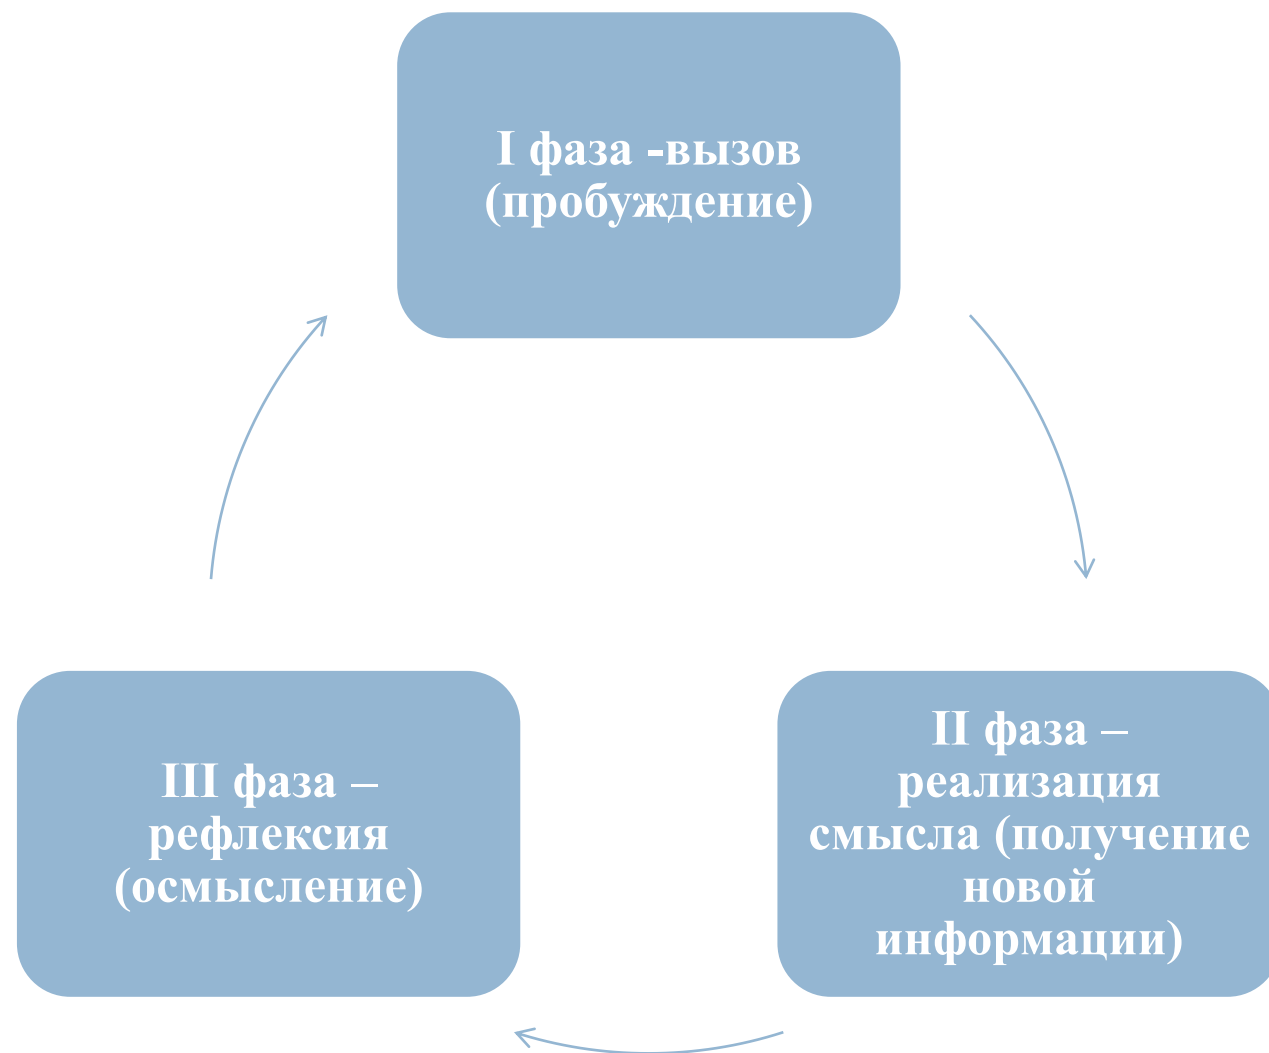 I фаза -вызов
(пробуждение)
II фаза –
реализация
смысла (получение
новой
информации)
III фаза –
рефлексия
(осмысление)